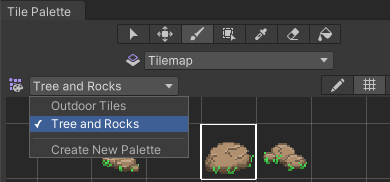 Tile Palette
Tilemap
Tree and Rocks
Outdoor Tiles
Tree and Rocks
Create New Palette